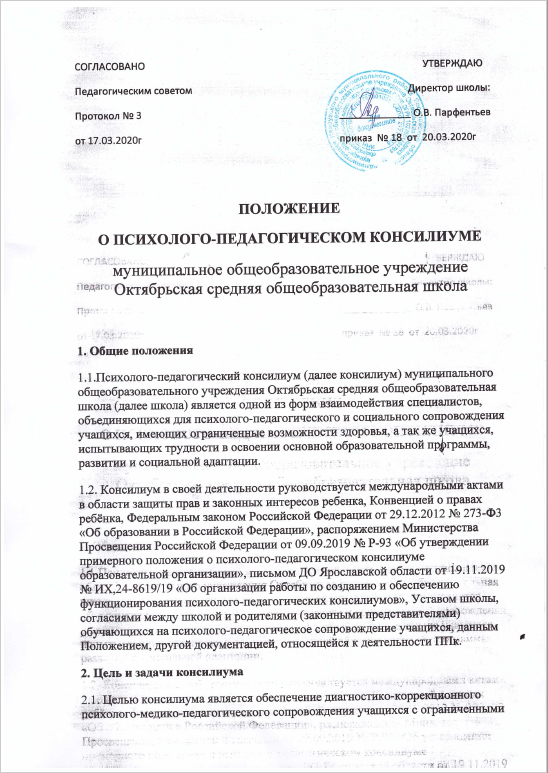 СОГЛАСОВАНО УТВЕРЖДАЮ
Педагогическим советом Директор школы:
Протокол № 3 О.В. Парфентьев
от 17.03.2020г приказ № 18 от 20.03.2020г
ПОЛОЖЕНИЕ
О ПСИХОЛОГО-ПЕДАГОГИЧЕСКОМ КОНСИЛИУМЕ
муниципальное общеобразовательное учреждение
Октябрьская средняя общеобразовательная школа
1. Общие положения
1.1.Психолого-педагогический консилиум (далее консилиум) муниципального
общеобразовательного учреждения Октябрьская средняя общеобразовательная
школа (далее школа) является одной из форм взаимодействия специалистов,
объединяющихся для психолого-педагогического и социального сопровождения
учащихся, имеющих ограниченные возможности здоровья, а так же учащихся,
испытывающих трудности в освоении основной образовательной программы,
развитии и социальной адаптации.
1.2. Консилиум в своей деятельности руководствуется международными актами
в области защиты прав и законных интересов ребенка, Конвенцией о правах
ребёнка, Федеральным законом Российской Федерации от 29.12.2012 № 273-ФЗ
«Об образовании в Российской Федерации», распоряжением Министерства
Просвещения Российской Федерации от 09.09.2019 № Р-93 «Об утверждении
примерного положения о психолого-педагогическом консилиуме
образовательной организации», письмом ДО Ярославской области от 19.11.2019
№ ИХ,24-8619/19 «Об организации работы по созданию и обеспечению
функционирования психолого-педагогических консилиумов», Уставом школы,
согласиями между школой и родителями (законными представителями)
обучающихся на психолого-педагогическое сопровождение учащихся, данным
Положением, другой документацией, относящейся к деятельности ППк.
2. Цель и задачи консилиума
2.1. Целью консилиума является обеспечение диагностико-коррекционного
психолого-медико-педагогического сопровождения учащихся с ограниченными